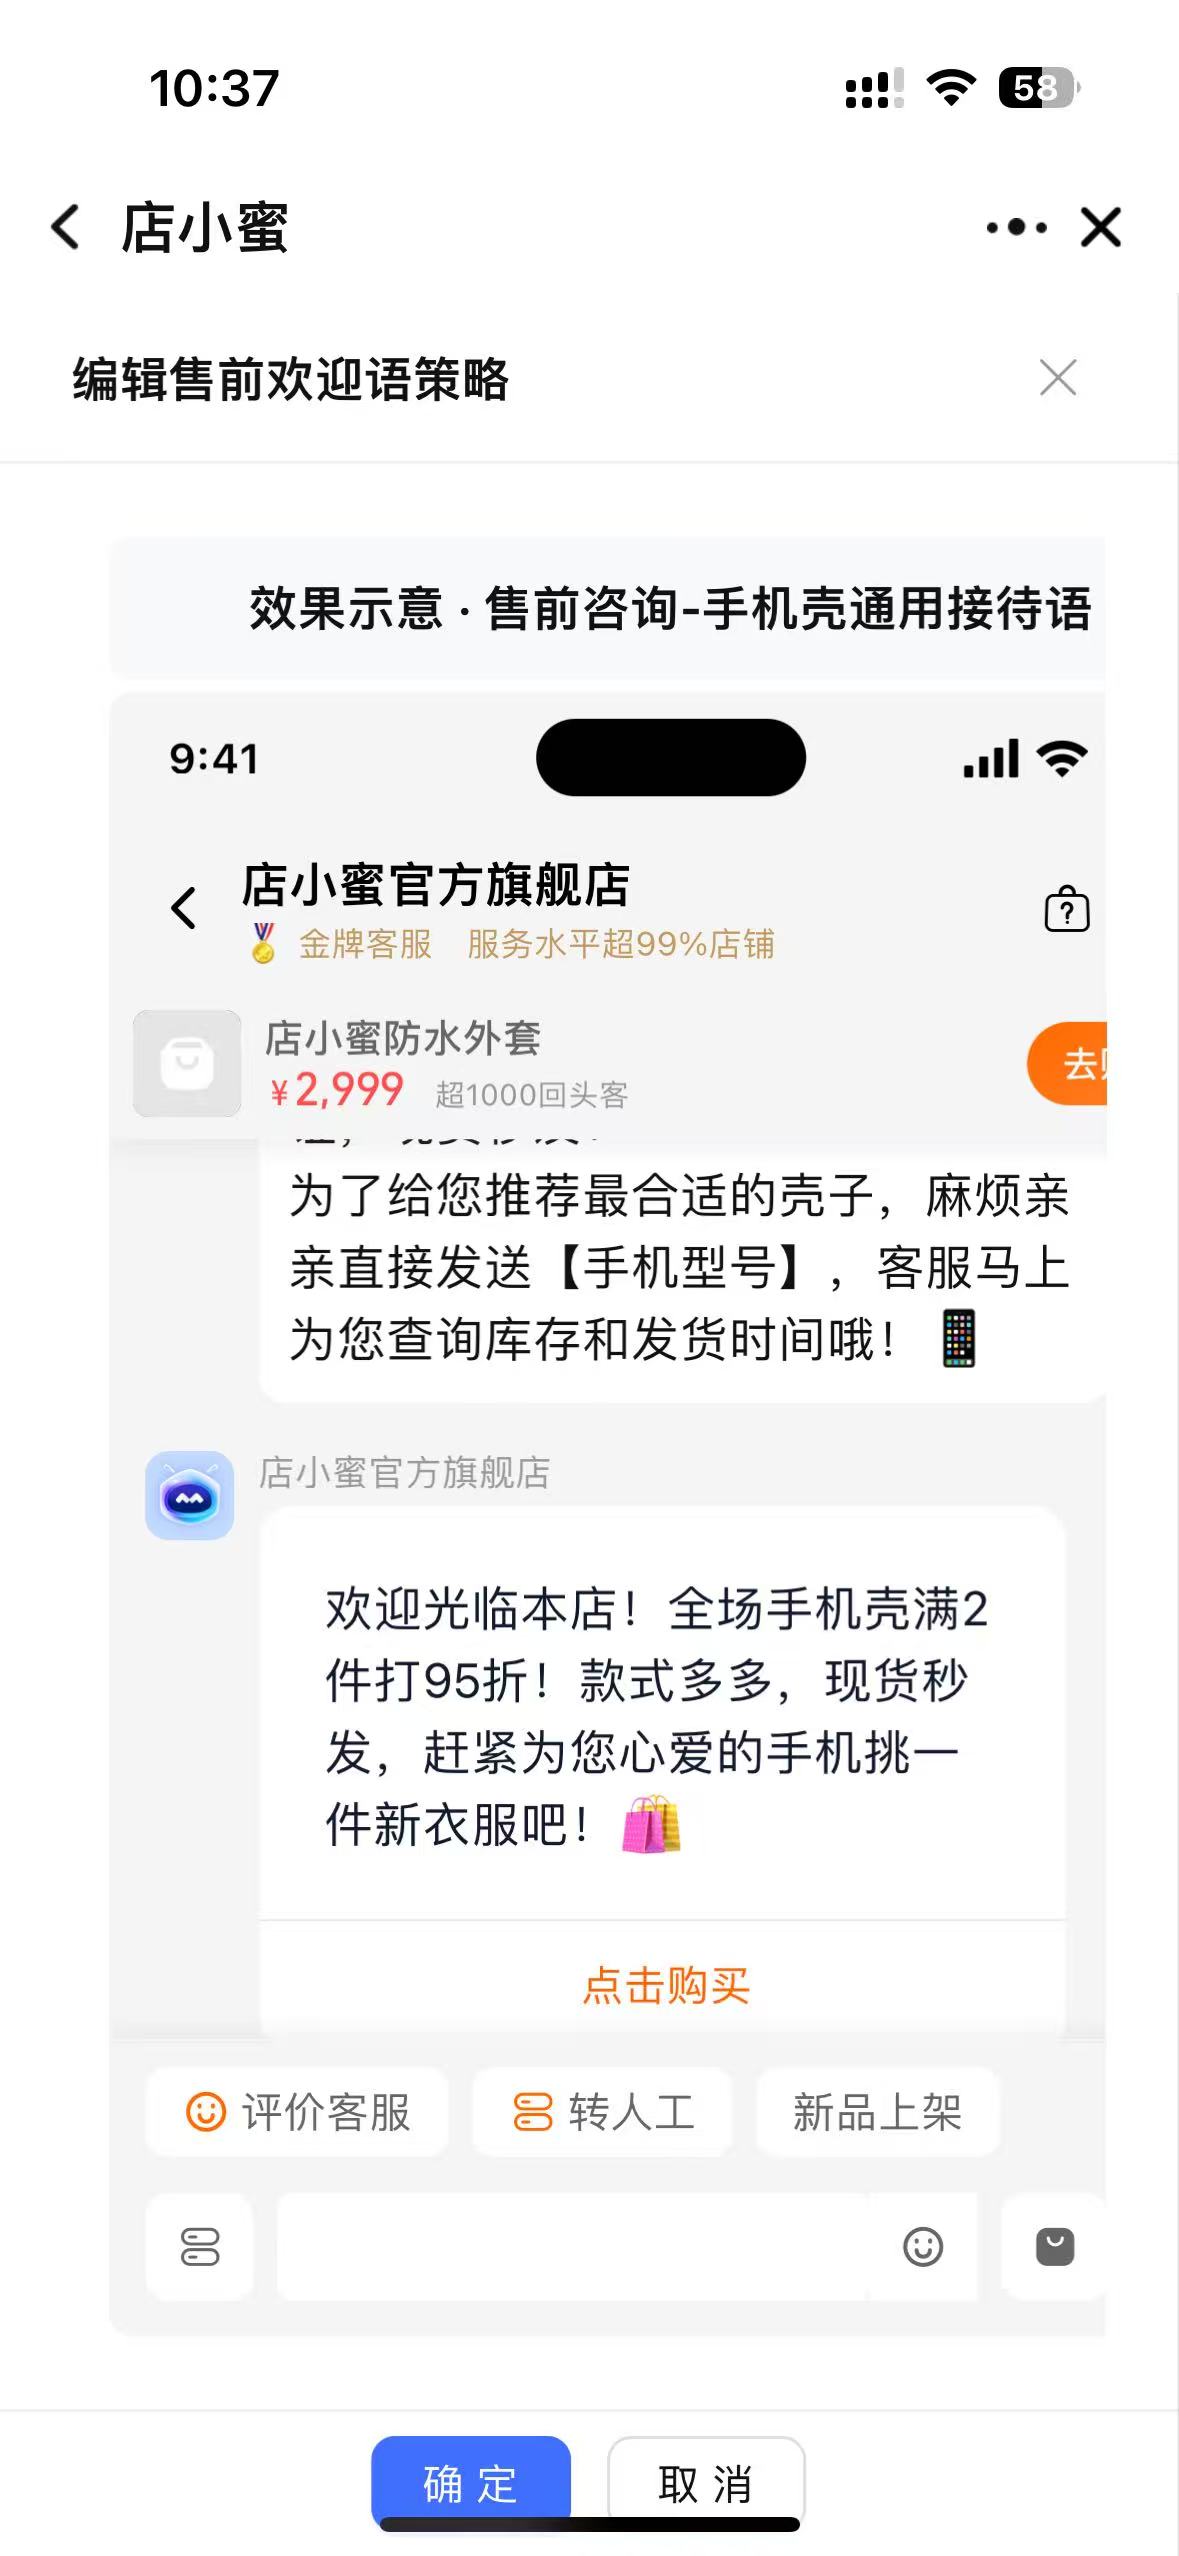 10:37
58
店小蜜
编辑售前欢迎语策略
效果示意 · 售前咨询-手机壳通用接待语
9:41
店小蜜官方旗舰店
金牌客服 服务水平超99%店铺
店小蜜防水外套
¥2,999 超1000回头客
去
为了给您推荐最合适的壳子，麻烦亲
亲直接发送【手机型号】，客服马上
为您查询库存和发货时间哦！
店小蜜官方旗舰店
欢迎光临本店！全场手机壳满2
件打95折！款式多多，现货秒
发，赶紧为您心爱的手机挑一
件新衣服吧！
点击购买
评价客服
转人工
新品上架
确定
取消